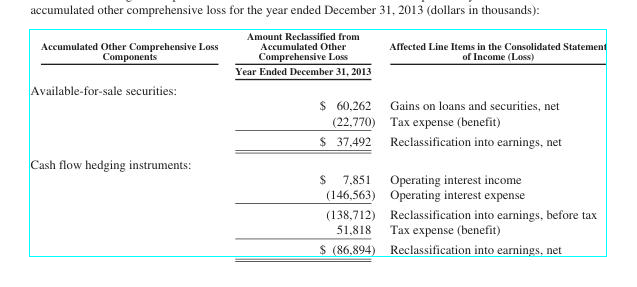 accumulated other comprehensive loss for the year ended December 31, 2013 (dollars in thousands):
Accumulated Other Comprehensive Loss Components
Amount Reclassified from Accumulated Other Comprehensive Loss
Affected Line Items in the Consolidated Statement of Income (Loss)
Year Ended December 31, 2013
Available-for-sale securities:
$ 60,262 Gains on loans and securities, net
(22,770) Tax expense (benefit)
$ 37,492 Reclassification into earnings, net
Cash flow hedging instruments:
$ 7,851 Operating interest income
(146,563) Operating interest expense
(138,712) Reclassification into earnings, before tax
51,818 Tax expense (benefit)
$ (86,894) Reclassification into earnings, net